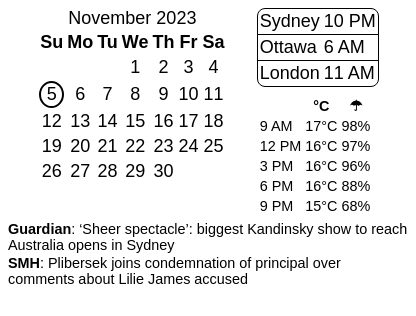 November 2023
Su Mo Tu We Th Fr Sa
1 2 3 4
5 6 7 8 9 10 11
12 13 14 15 16 17 18
19 20 21 22 23 24 25
26 27 28 29 30
Sydney 10 PM
Ottawa 6 AM
London 11 AM
°C ☂
9 AM 17°C 98%
12 PM 16°C 97%
3 PM 16°C 96%
6 PM 16°C 88%
9 PM 15°C 68%
Guardian: ‘Sheer spectacle’: biggest Kandinsky show to reach
Australia opens in Sydney
SMH: Plibersek joins condemnation of principal over
comments about Lilie James accused